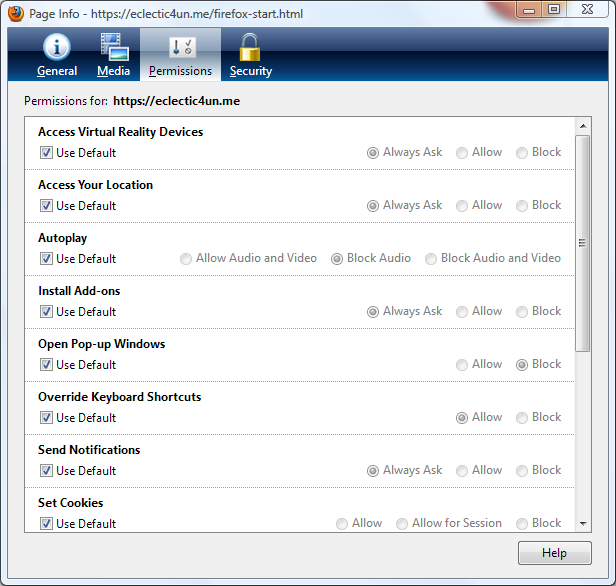 Page Info - https://eclectic4un.me/firefox-start.html
General Media Permissions Security
Permissions for: https://eclectic4un.me
Access Virtual Reality Devices
Use Default Always Ask Allow Block
Access Your Location
Use Default Always Ask Allow Block
Autoplay
Use Default Allow Audio and Video Block Audio Block Audio and Video
Install Add-ons
Use Default Always Ask Allow Block
Open Pop-up Windows
Use Default Allow Block
Override Keyboard Shortcuts
Use Default Allow Block
Send Notifications
Use Default Always Ask Allow Block
Set Cookies
Use Default Allow Allow for Session Block
Help